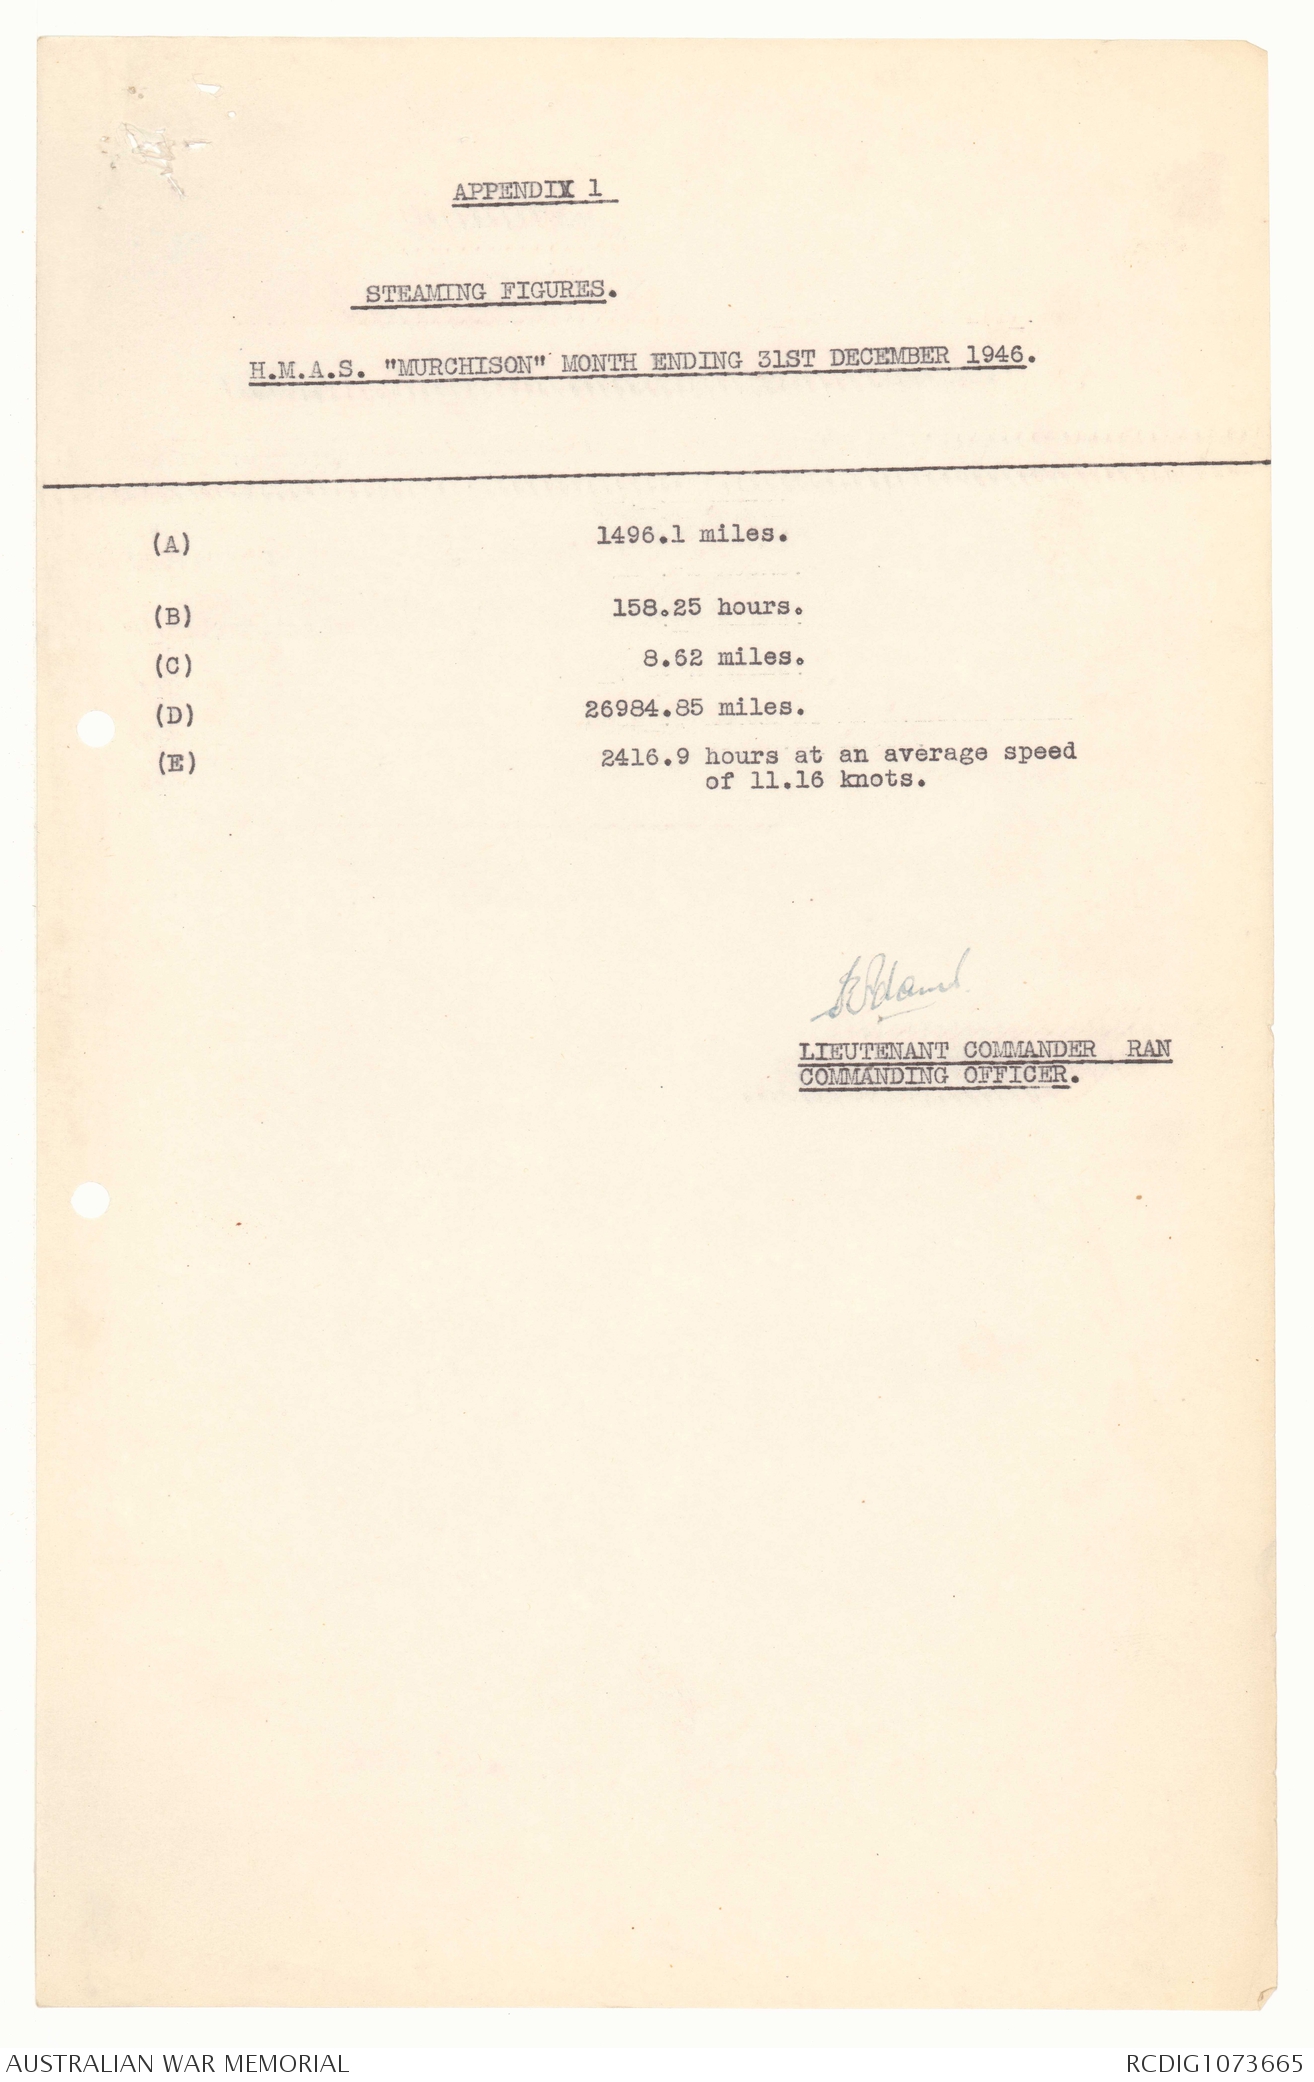 APPENDIX 1
STEAMING FIGURES.
H.M.A.S. "MURCHISON" MONTH ENDING 31ST DECEMBER 1946.
(A) 1496.1 miles.
(B) 158.25 hours.
(C) 8.62 miles.
(D) 26984.85 miles.
(E) 2416.9 hours at an average speed
of 11.16 knots.
LIEUTENANT COMMANDER RAN
COMMANDING OFFICER.
AUSTRALIAN WAR MEMORIAL RCDIG1073665